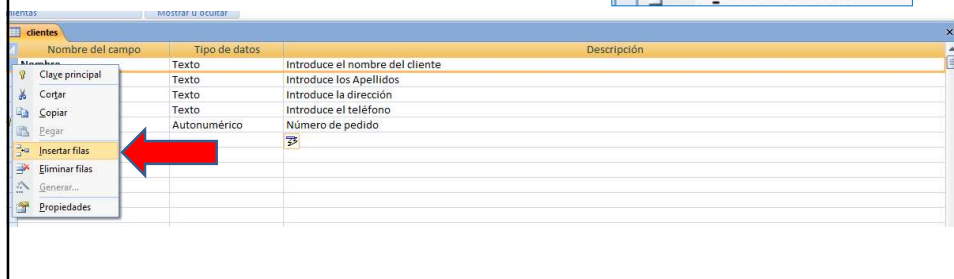 Mostrar u ocultar
clientes
Nombre del campo Tipo de datos Descripción
Nombre Texto Introduce el nombre del cliente
Texto Introduce los Apellidos
Texto Introduce la dirección
Texto Introduce el teléfono
Autonumérico Número de pedido
Clave principal
Cortar
Copiar
Pegar
Insertar filas
Eliminar filas
Generar...
Propiedades